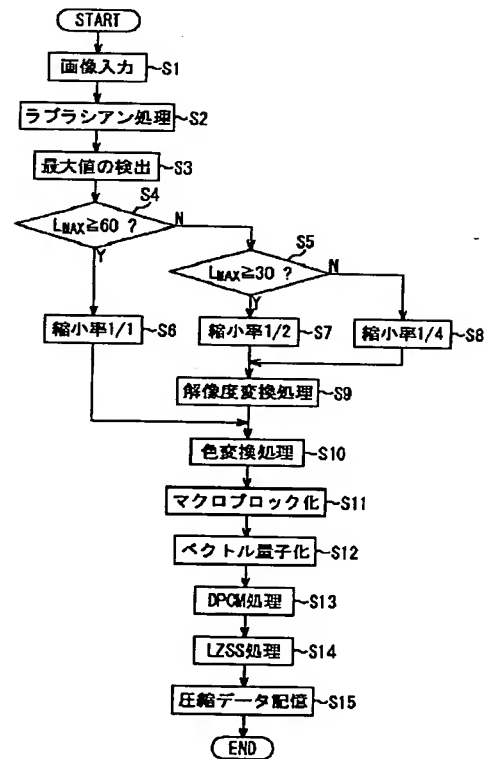 START
画像入力 S1
ラプラシアン処理 S2
最大値の検出 S3
S4
LMAX≧60 ? N
Y
S5
LMAX≧30 ? N
Y
縮小率1/1 S6
縮小率1/2 S7
縮小率1/4 S8
解像度変換処理 S9
色変換処理 S10
マクロブロック化 S11
ベクトル量子化 S12
DPCM処理 S13
LZSS処理 S14
圧縮データ記憶 S15
END